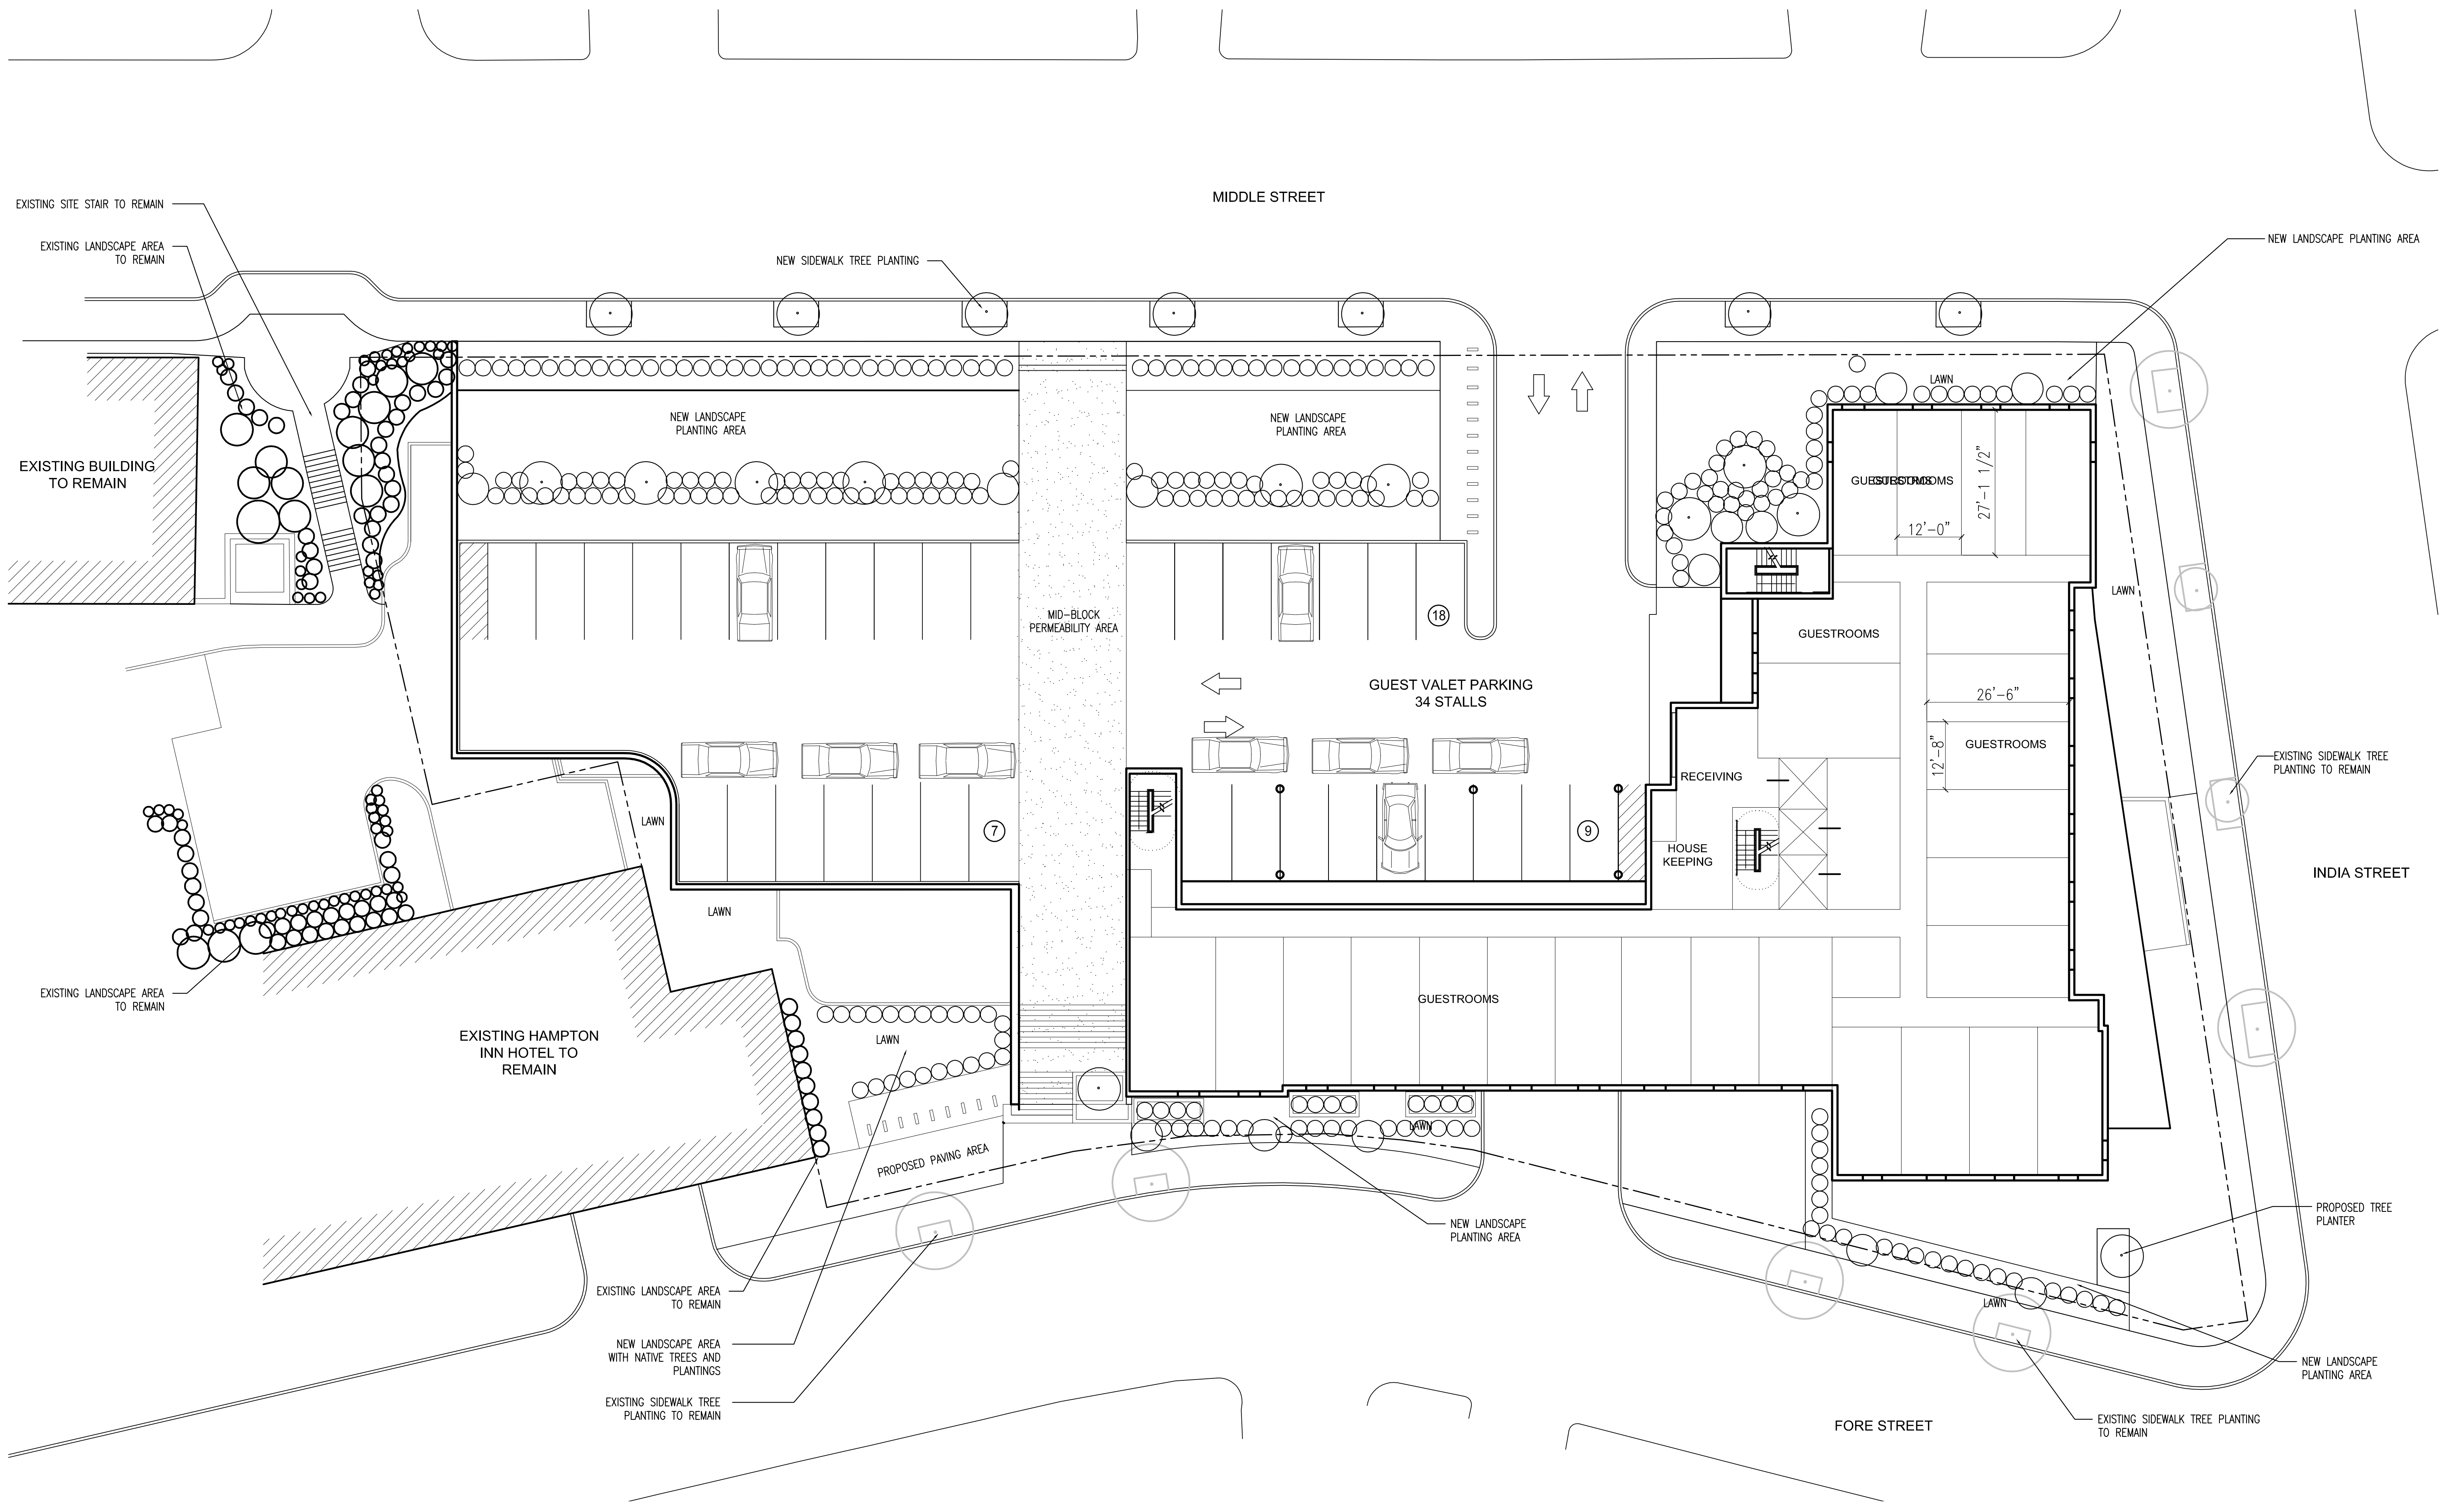 MIDDLE STREET
EXISTING SITE STAIR TO REMAIN
EXISTING LANDSCAPE AREA
TO REMAIN
NEW SIDEWALK TREE PLANTING
NEW LANDSCAPE PLANTING AREA
LAWN
NEW LANDSCAPE
PLANTING AREA
NEW LANDSCAPE
PLANTING AREA
EXISTING BUILDING
TO REMAIN
GUESTROOMS
GUESTROOMS
27'-1 1/2"
12'-0"
LAWN
MID-BLOCK
PERMEABILITY AREA
18
GUESTROOMS
GUEST VALET PARKING
34 STALLS
26'-6"
12'-8"
GUESTROOMS
RECEIVING
EXISTING SIDEWALK TREE
PLANTING TO REMAIN
LAWN
7
9
HOUSE
KEEPING
INDIA STREET
LAWN
EXISTING LANDSCAPE AREA
TO REMAIN
GUESTROOMS
EXISTING HAMPTON
INN HOTEL TO
REMAIN
LAWN
LAWN
PROPOSED PAVING AREA
NEW LANDSCAPE
PLANTING AREA
PROPOSED TREE
PLANTER
EXISTING LANDSCAPE AREA
TO REMAIN
LAWN
NEW LANDSCAPE AREA
WITH NATIVE TREES AND
PLANTINGS
NEW LANDSCAPE
PLANTING AREA
EXISTING SIDEWALK TREE
PLANTING TO REMAIN
FORE STREET
EXISTING SIDEWALK TREE PLANTING
TO REMAIN